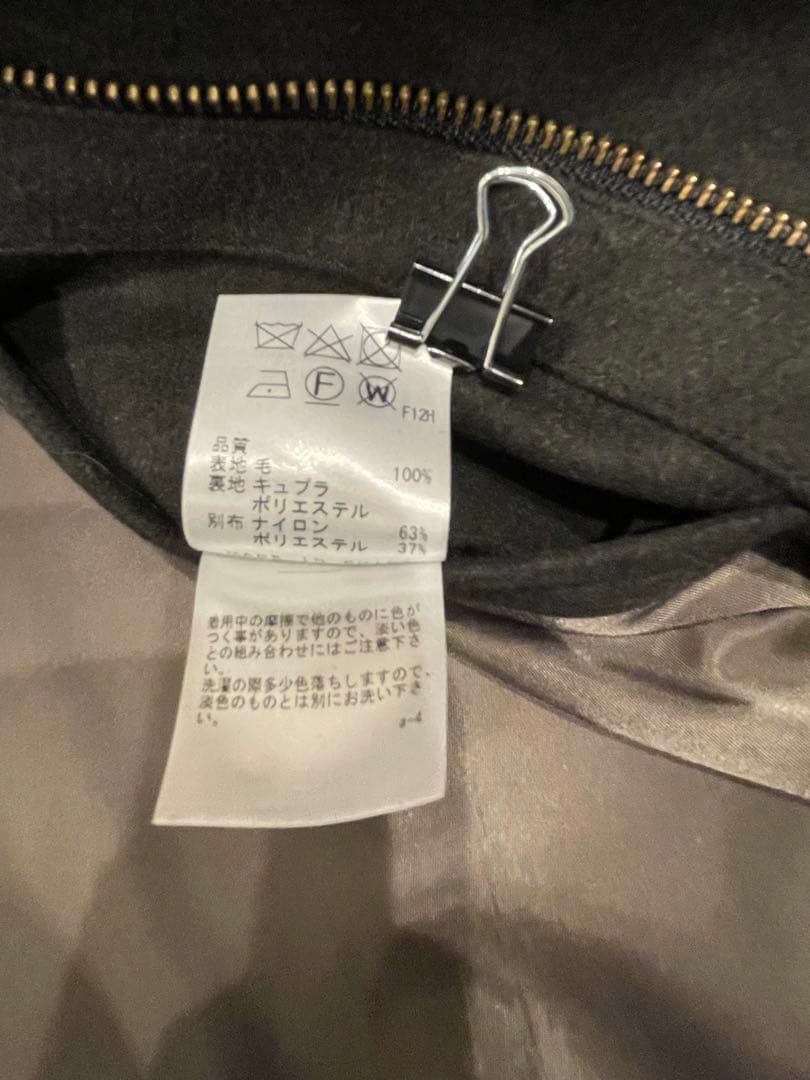 F
W
F12H
品質
表地 毛 100%
裏地 キュプラ
ポリエステル
別布 ナイロン 63%
ポリエステル 37%
着用中の摩擦で他のものに色が
つく事がありますので、淡い色
との組み合わせにはご注意下さ
い。
洗濯の際多少色落ちしますので、
淡色のものとは別にお洗い下さ
い。
a-4